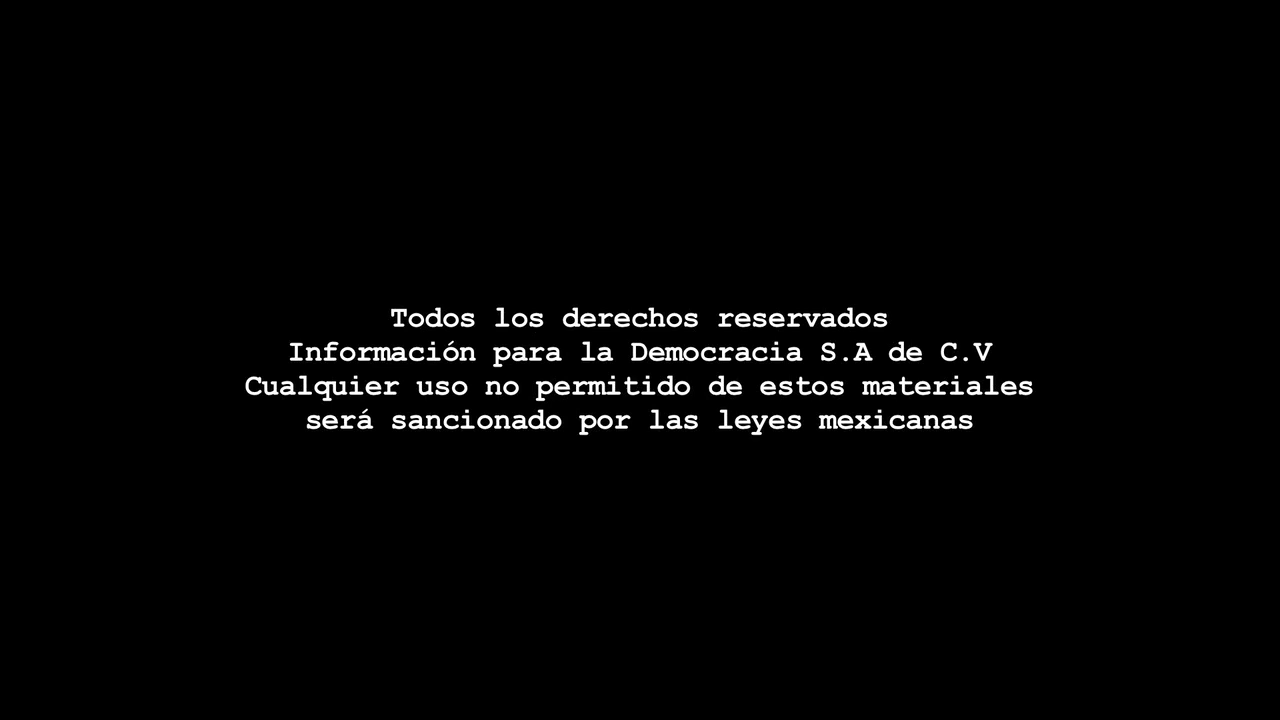 Todos los derechos reservados
Información para la Democracia S.A de C.V
Cualquier uso no permitido de estos materiales
será sancionado por las leyes mexicanas